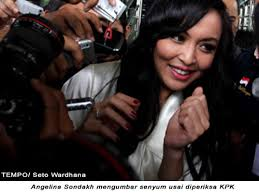 TEMPO/ Seto Wardhana
Angelina Sondakh mengumbar senyum usai diperiksa KPK